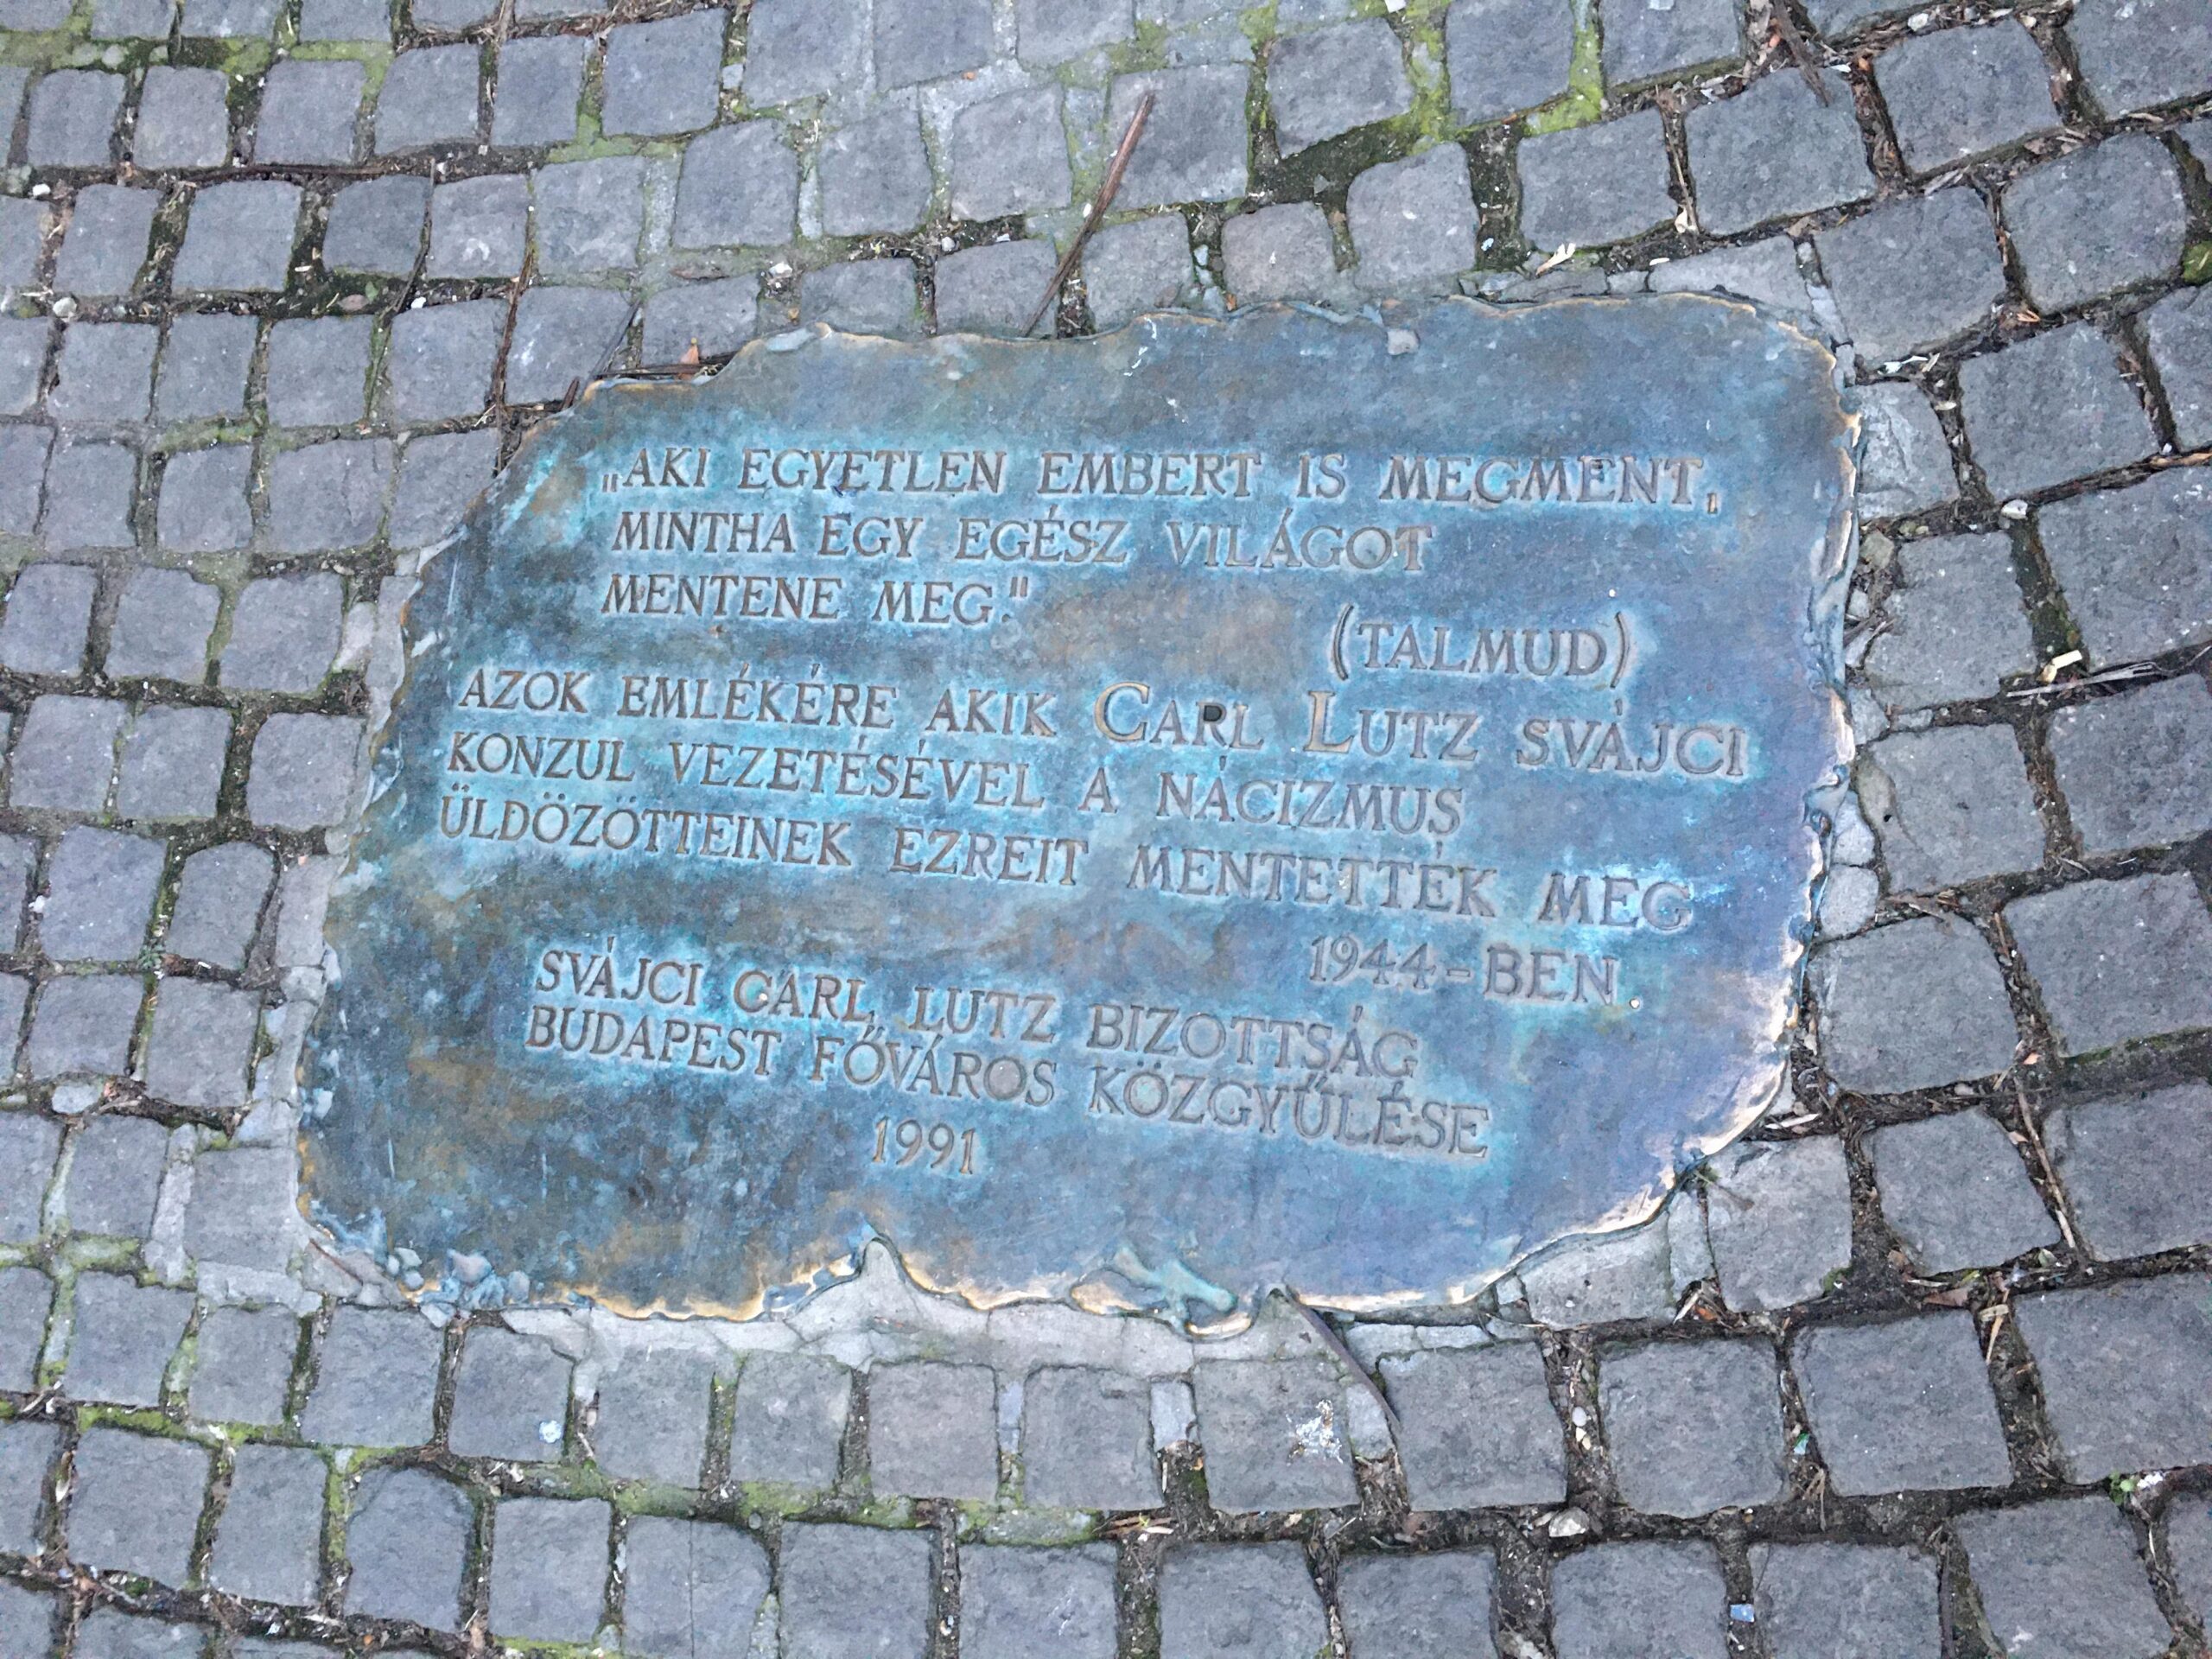 „AKI EGYETLEN EMBERT IS MEGMENT,
MINTHA EGY EGÉSZ VILÁGOT
MENTENE MEG."
(TALMUD)
AZOK EMLÉKÉRE AKIK CARL LUTZ SVÁJCI
KONZUL VEZETÉSÉVEL A NÁCIZMUS
ÜLDÖZÖTTEINEK EZREIT MENTETTÉK MEG
1944-BEN.
SVÁJCI CARL LUTZ BIZOTTSÁG
BUDAPEST FŐVÁROS KÖZGYŰLÉSE
1991